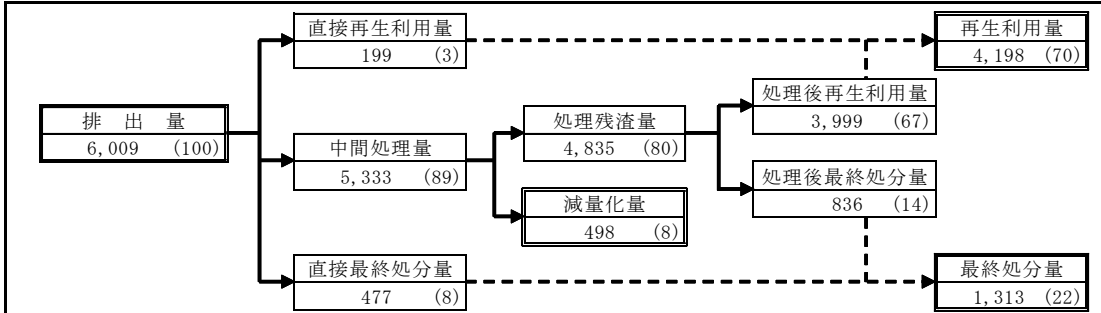 直接再生利用量
199 (3)
再生利用量
4,198 (70)
処理後再生利用量
3,999 (67)
排 出 量
6,009 (100)
処理残渣量
4,835 (80)
中間処理量
5,333 (89)
処理後最終処分量
836 (14)
減量化量
498 (8)
直接最終処分量
477 (8)
最終処分量
1,313 (22)